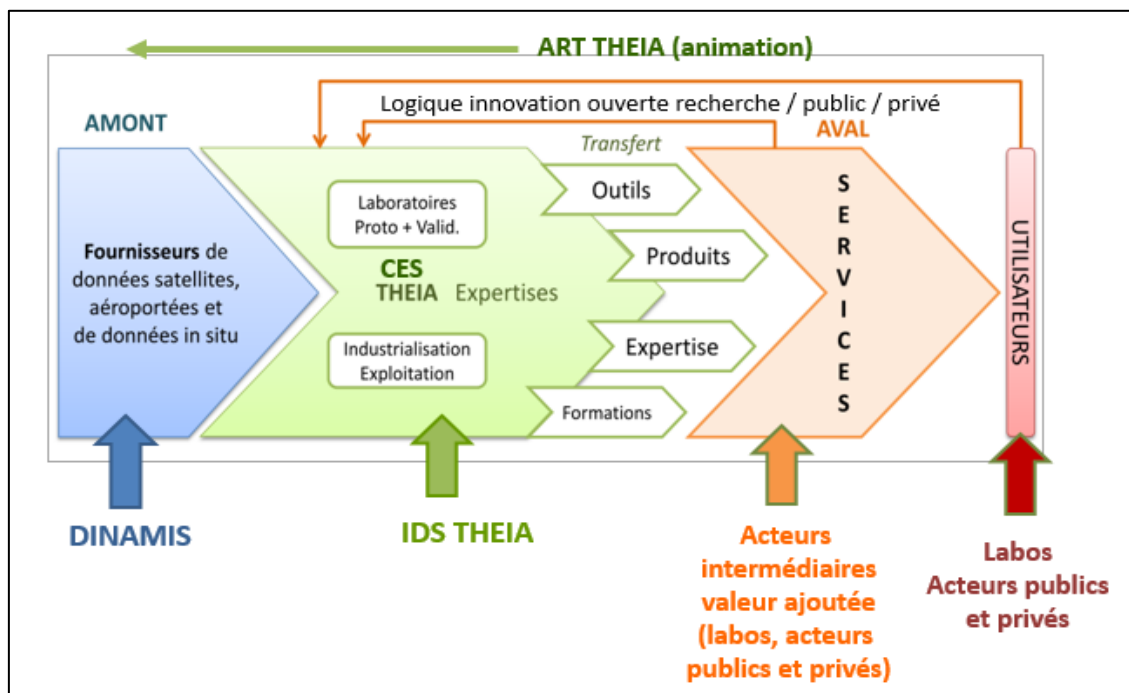 ART THEIA (animation)
Logique innovation ouverte recherche / public / privé
AMONT
AVAL
Transfert
Fournisseurs de
données satellites,
aéroportées et
de données in situ
Laboratoires
Proto + Valid.
CES
THEIA Expertises
Industrialisation
Exploitation
Outils
Produits
Expertise
Formations
SERVICES
UTILISATEURS
DINAMIS
IDS THEIA
Acteurs
intermédiaires
valeur ajoutée
(labos, acteurs
publics et privés)
Labos
Acteurs publics
et privés